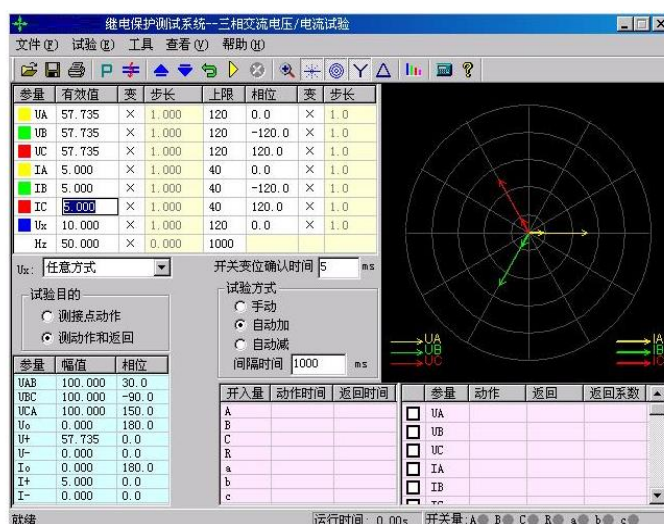 继电保护测试系统--三相交流电压/电流试验
文件(F) 试验(E) 工具 查看(V) 帮助(H)
参量 有效值 变 步长 上限 相位 变 步长
UA 57.735 × 1.000 120 0.0 × 1.0
UB 57.735 × 1.000 120 -120.0 × 1.0
UC 57.735 × 1.000 120 120.0 × 1.0
IA 5.000 × 1.000 40 0.0 × 1.0
IB 5.000 × 1.000 40 -120.0 × 1.0
IC 5.000 × 1.000 40 120.0 × 1.0
Ux 10.000 × 1.000 120 0.0 × 1.0
Hz 50.000 × 0.000 1000
Ux: 任意方式 开关变位确认时间 5 ms
试验目的
测接点动作
测动作和返回
试验方式
手动
自动加
自动减
间隔时间 1000 ms
UA
UB
UC
IA
IB
IC
参量 幅值 相位
UAB 100.000 30.0
UBC 100.000 -90.0
UCA 100.000 150.0
Uo 0.000 180.0
U+ 57.735 0.0
U- 0.000 0.0
Io 0.000 180.0
I+ 5.000 0.0
I- 0.000 0.0
开入量 动作时间 返回时间
A
B
C
R
a
b
c
参量 动作 返回 返回系数
UA
UB
UC
IA
IB
IC
就绪 运行时间: 0.00s 开关量:A B C R a b c